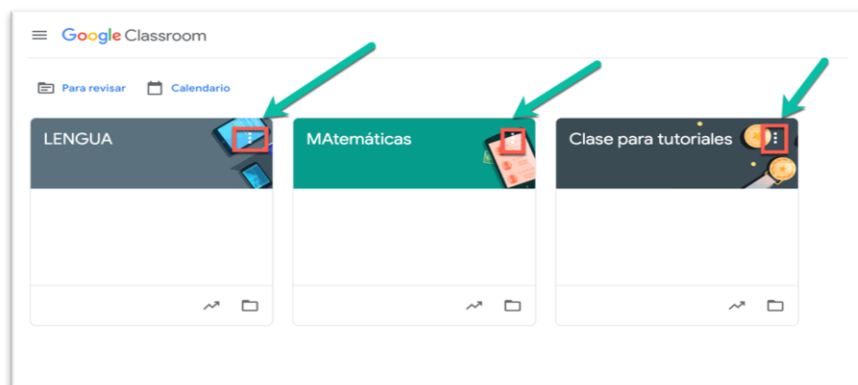 Google Classroom
Para revisar Calendario
LENGUA
MAtemáticas
Clase para tutoriales